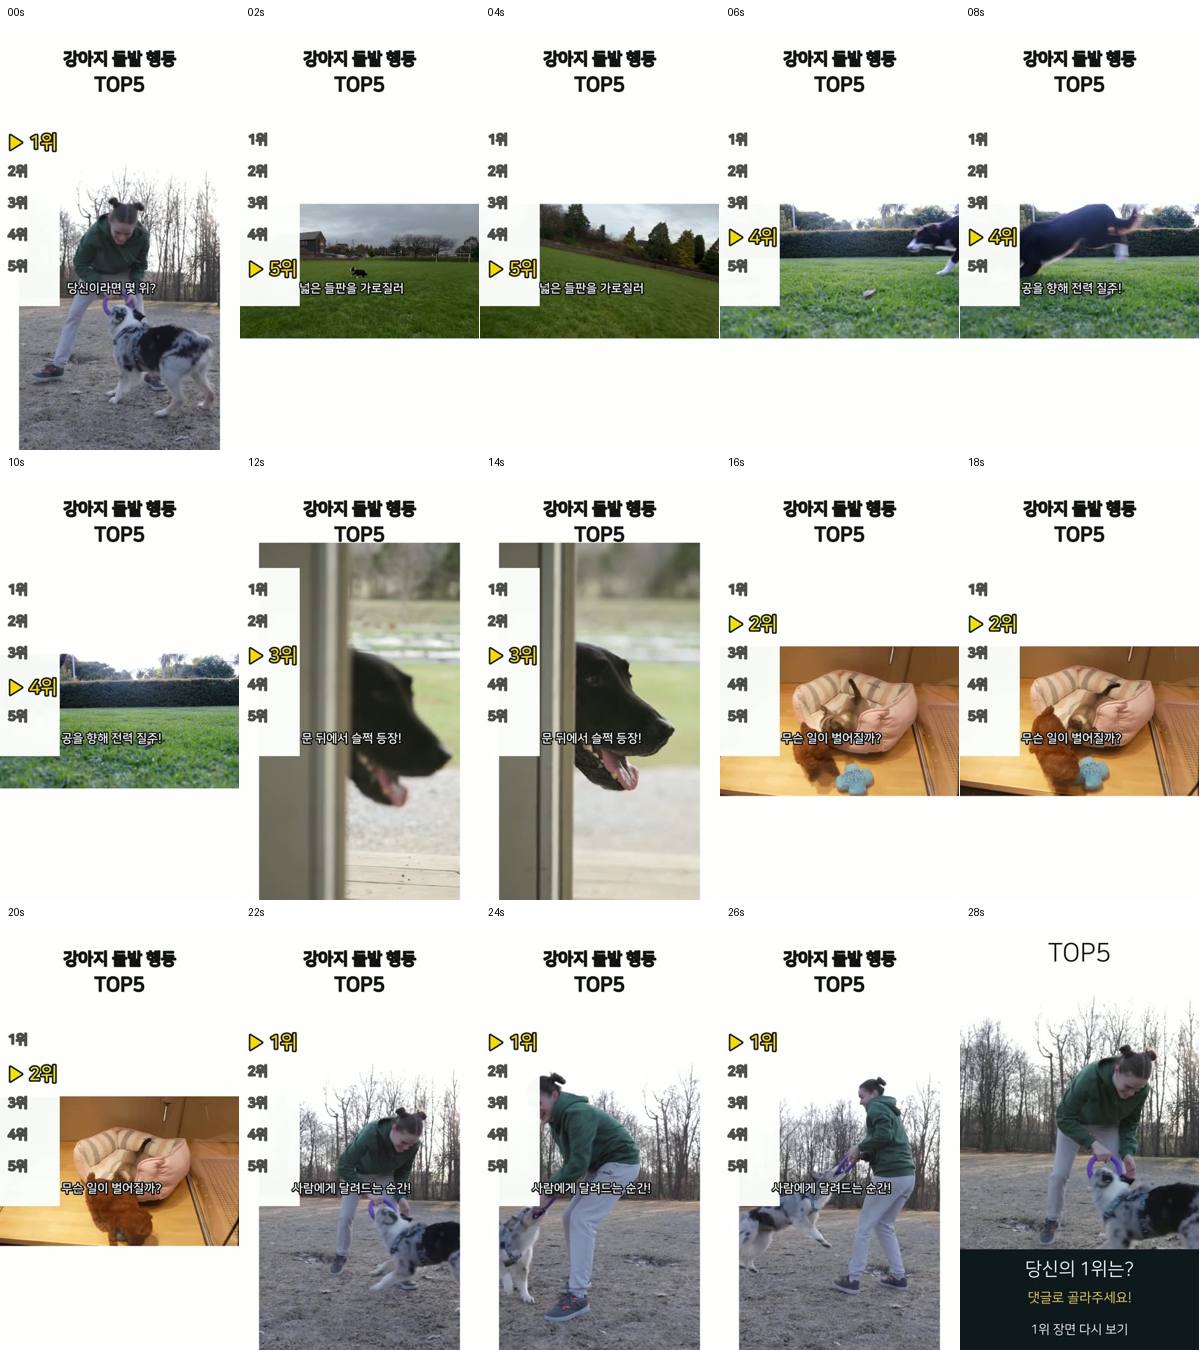 00s
강아지 돌발 행동
TOP5
▶ 1위
2위
3위
4위
5위
당신이라면 몇 위?
02s
강아지 돌발 행동
TOP5
1위
2위
3위
4위
▶ 5위
넓은 들판을 가로질러
04s
강아지 돌발 행동
TOP5
1위
2위
3위
4위
▶ 5위
넓은 들판을 가로질러
06s
강아지 돌발 행동
TOP5
1위
2위
3위
▶ 4위
5위
08s
강아지 돌발 행동
TOP5
1위
2위
3위
▶ 4위
5위
공을 향해 전력 질주!
10s
강아지 돌발 행동
TOP5
1위
2위
3위
▶ 4위
5위
공을 향해 전력 질주!
12s
강아지 돌발 행동
TOP5
1위
2위
▶ 3위
4위
5위
문 뒤에서 슬쩍 등장!
14s
강아지 돌발 행동
TOP5
1위
2위
▶ 3위
4위
5위
문 뒤에서 슬쩍 등장!
16s
강아지 돌발 행동
TOP5
1위
▶ 2위
3위
4위
5위
무슨 일이 벌어질까?
18s
강아지 돌발 행동
TOP5
1위
▶ 2위
3위
4위
5위
무슨 일이 벌어질까?
20s
강아지 돌발 행동
TOP5
1위
▶ 2위
3위
4위
5위
무슨 일이 벌어질까?
22s
강아지 돌발 행동
TOP5
▶ 1위
2위
3위
4위
5위
사람에게 달려드는 순간!
24s
강아지 돌발 행동
TOP5
▶ 1위
2위
3위
4위
5위
사람에게 달려드는 순간!
26s
강아지 돌발 행동
TOP5
▶ 1위
2위
3위
4위
5위
사람에게 달려드는 순간!
28s
TOP5
당신의 1위는?
댓글로 골라주세요!
1위 장면 다시 보기